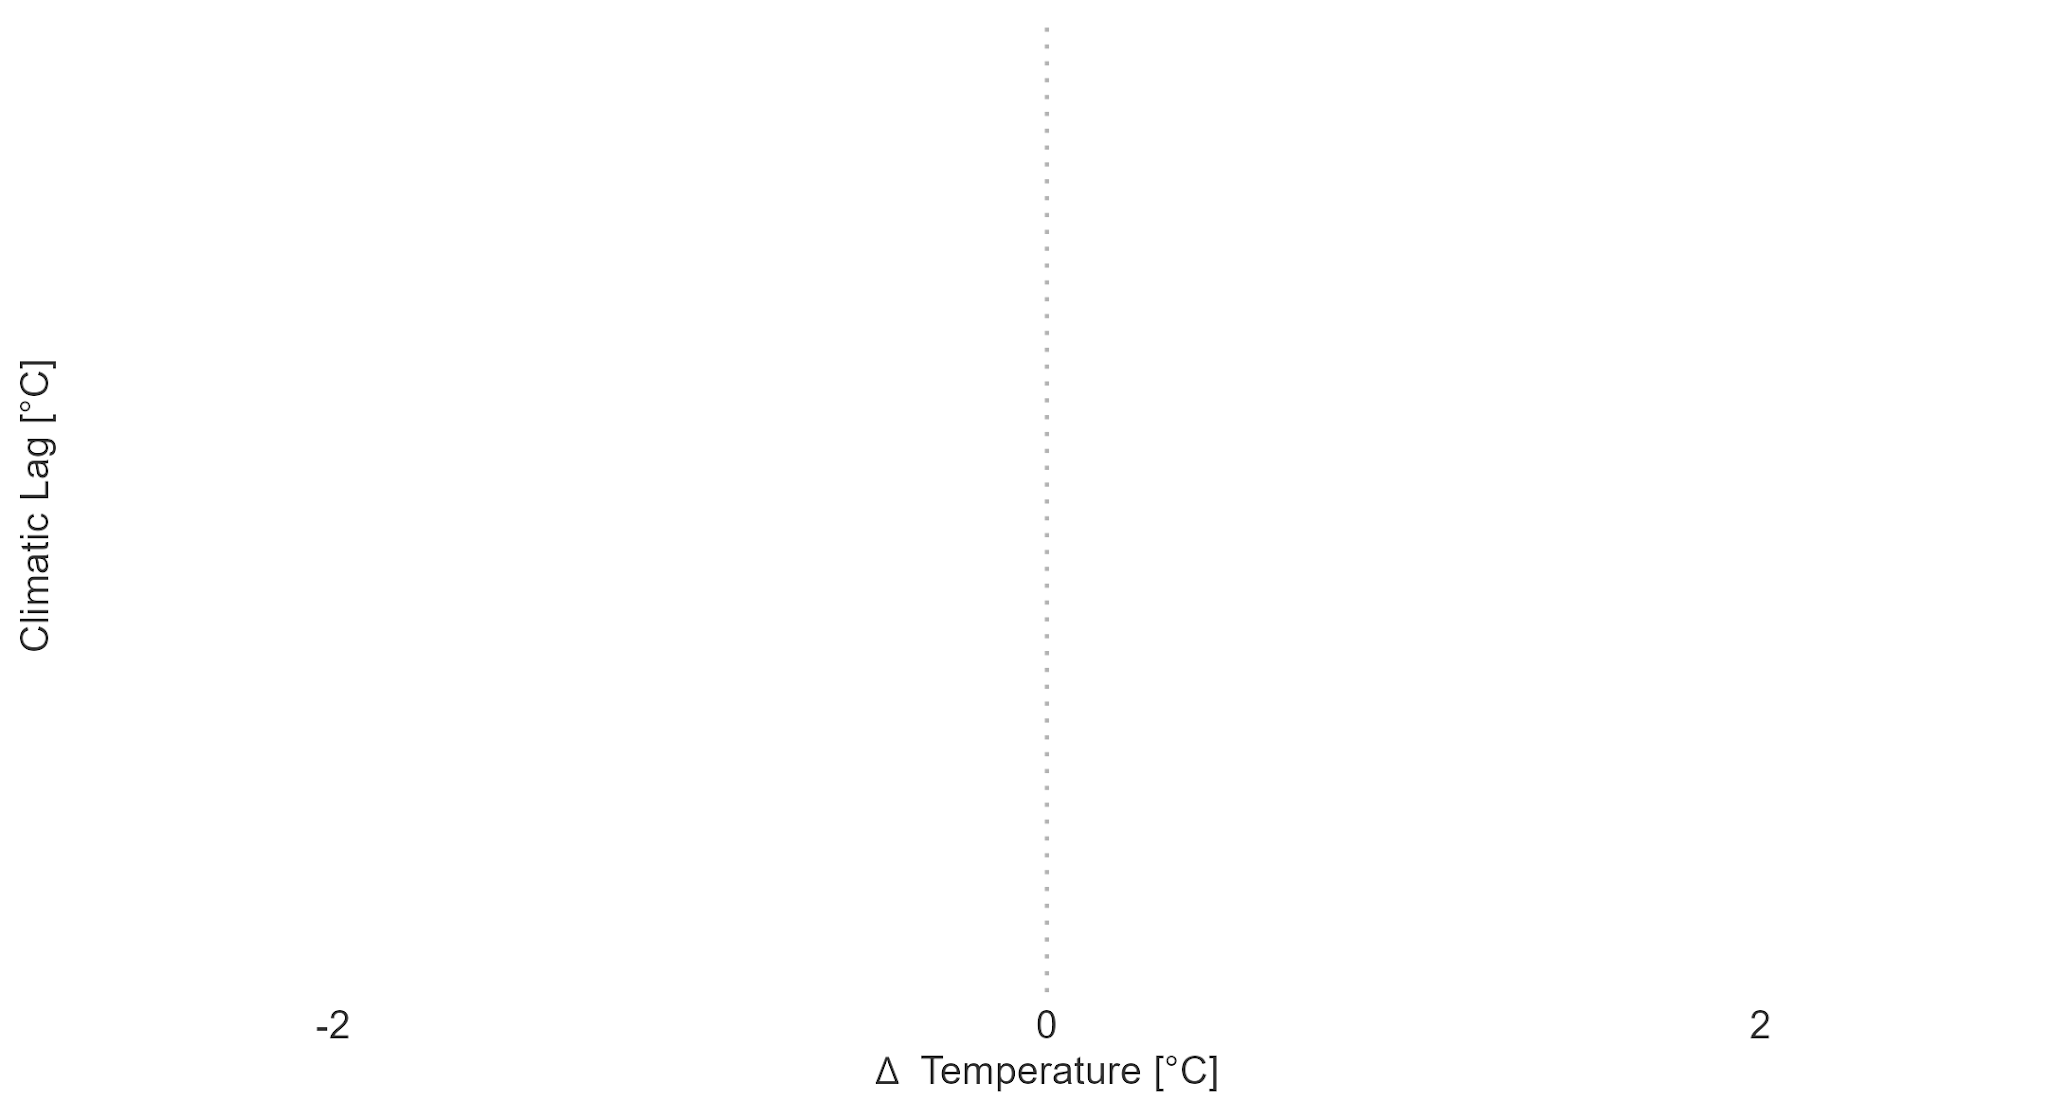 Climatic Lag [°C]
-2 0 2
Δ Temperature [°C]